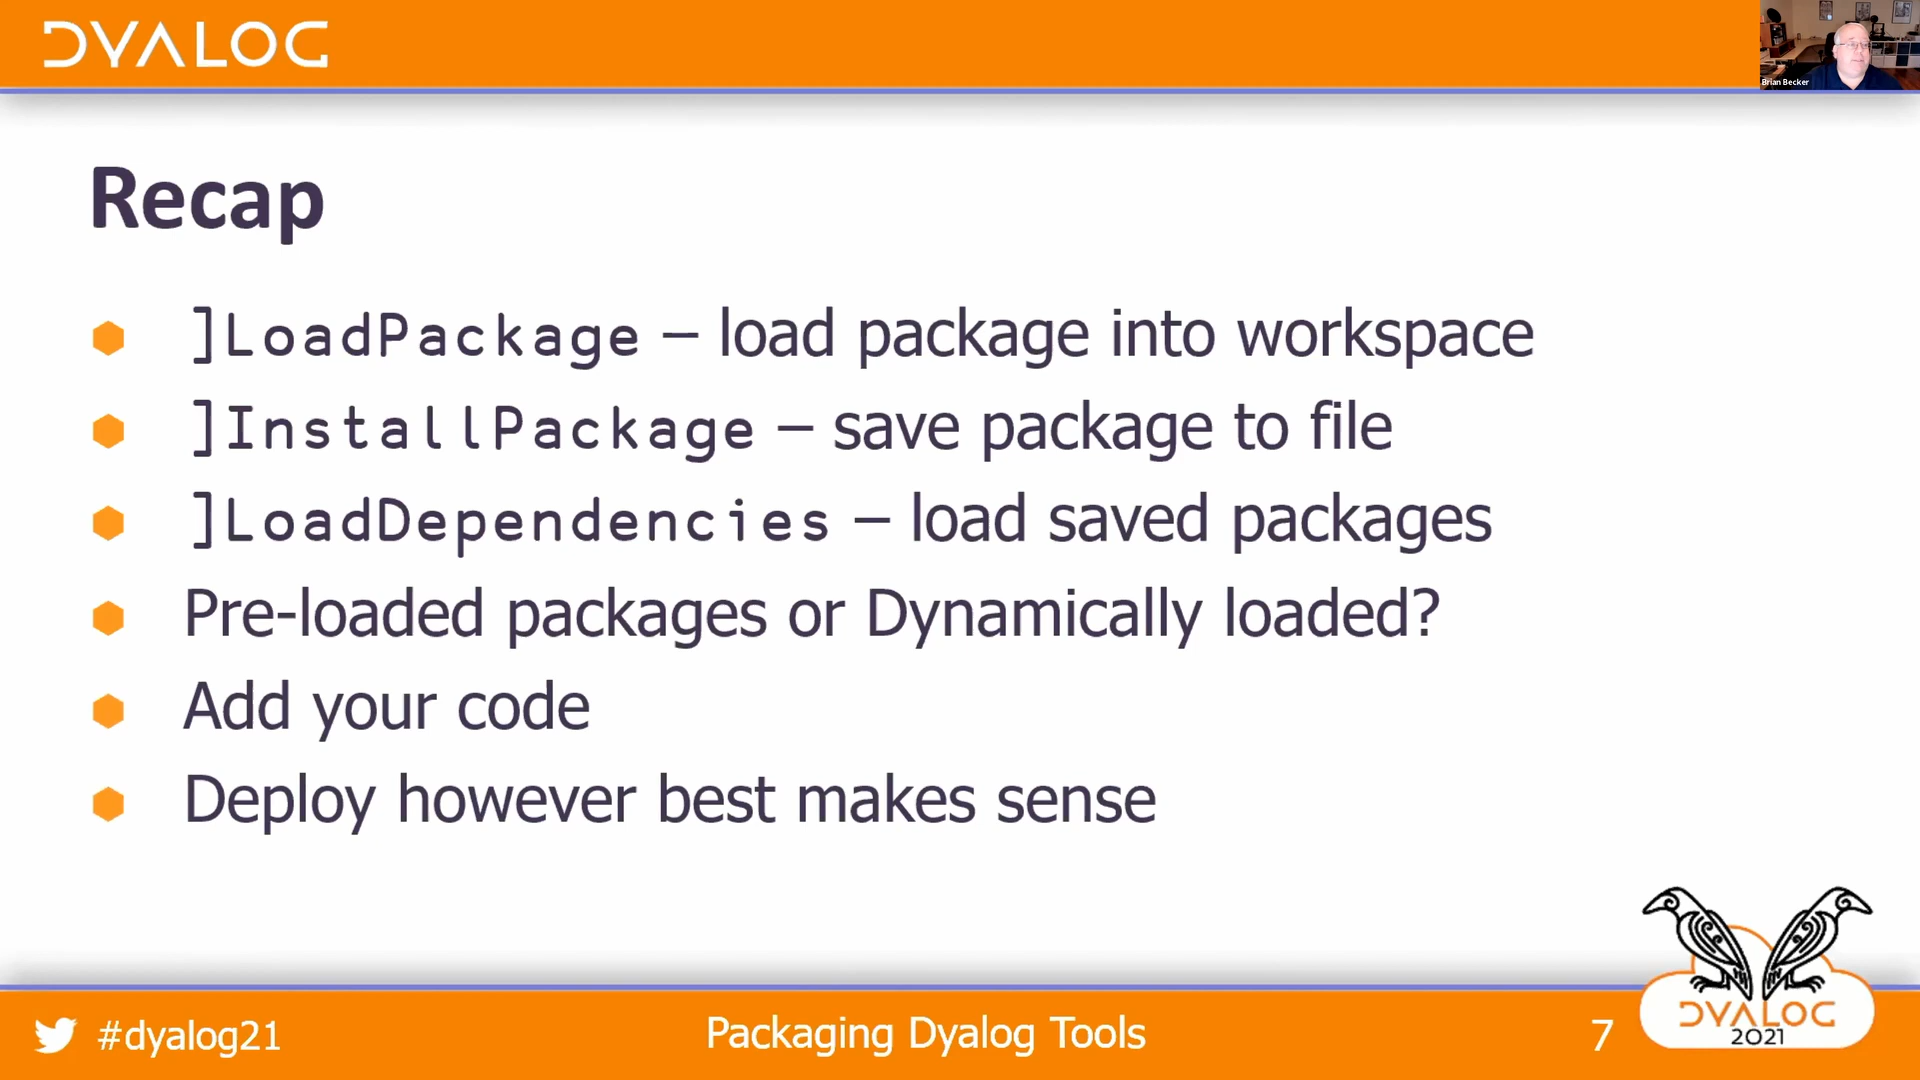 DYALOG
Brian Becker
Recap
]LoadPackage – load package into workspace
]InstallPackage – save package to file
]LoadDependencies – load saved packages
Pre-loaded packages or Dynamically loaded?
Add your code
Deploy however best makes sense
#dyalog21
Packaging Dyalog Tools
7
DYALOG
2021